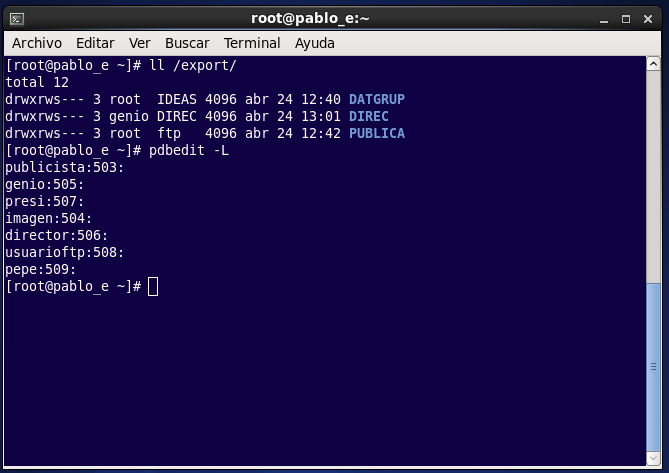 root@pablo_e:~
Archivo Editar Ver Buscar Terminal Ayuda
[root@pablo_e ~]# ll /export/
total 12
drwxrws--- 3 root  IDEAS 4096 abr 24 12:40 DATGRUP
drwxrws--- 3 genio DIREC 4096 abr 24 13:01 DIREC
drwxrws--- 3 root  ftp   4096 abr 24 12:42 PUBLICA
[root@pablo_e ~]# pdbedit -L
publicista:503:
genio:505:
presi:507:
imagen:504:
director:506:
usuarioftp:508:
pepe:509:
[root@pablo_e ~]#